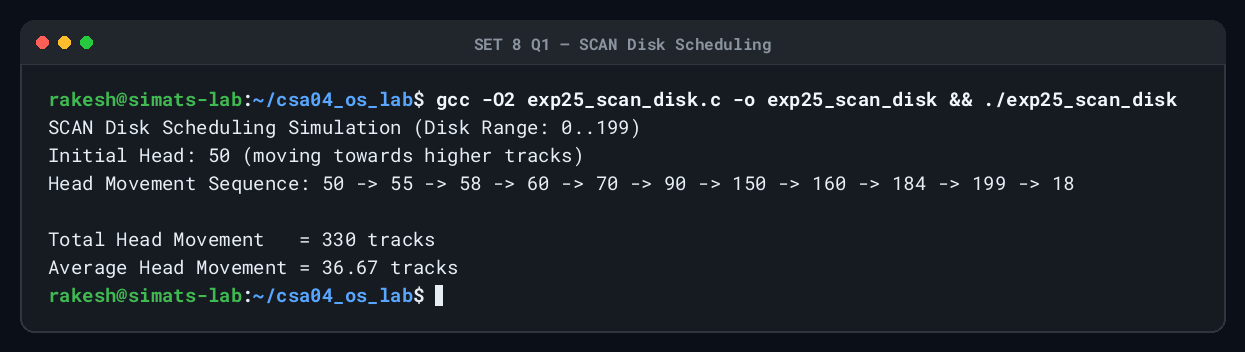 SET 8 Q1 — SCAN Disk Scheduling
rakesh@simats-lab:~/csa04_os_lab$ gcc -O2 exp25_scan_disk.c -o exp25_scan_disk && ./exp25_scan_disk
SCAN Disk Scheduling Simulation (Disk Range: 0..199)
Initial Head: 50 (moving towards higher tracks)
Head Movement Sequence: 50 -> 55 -> 58 -> 60 -> 70 -> 90 -> 150 -> 160 -> 184 -> 199 -> 18
Total Head Movement   = 330 tracks
Average Head Movement = 36.67 tracks
rakesh@simats-lab:~/csa04_os_lab$